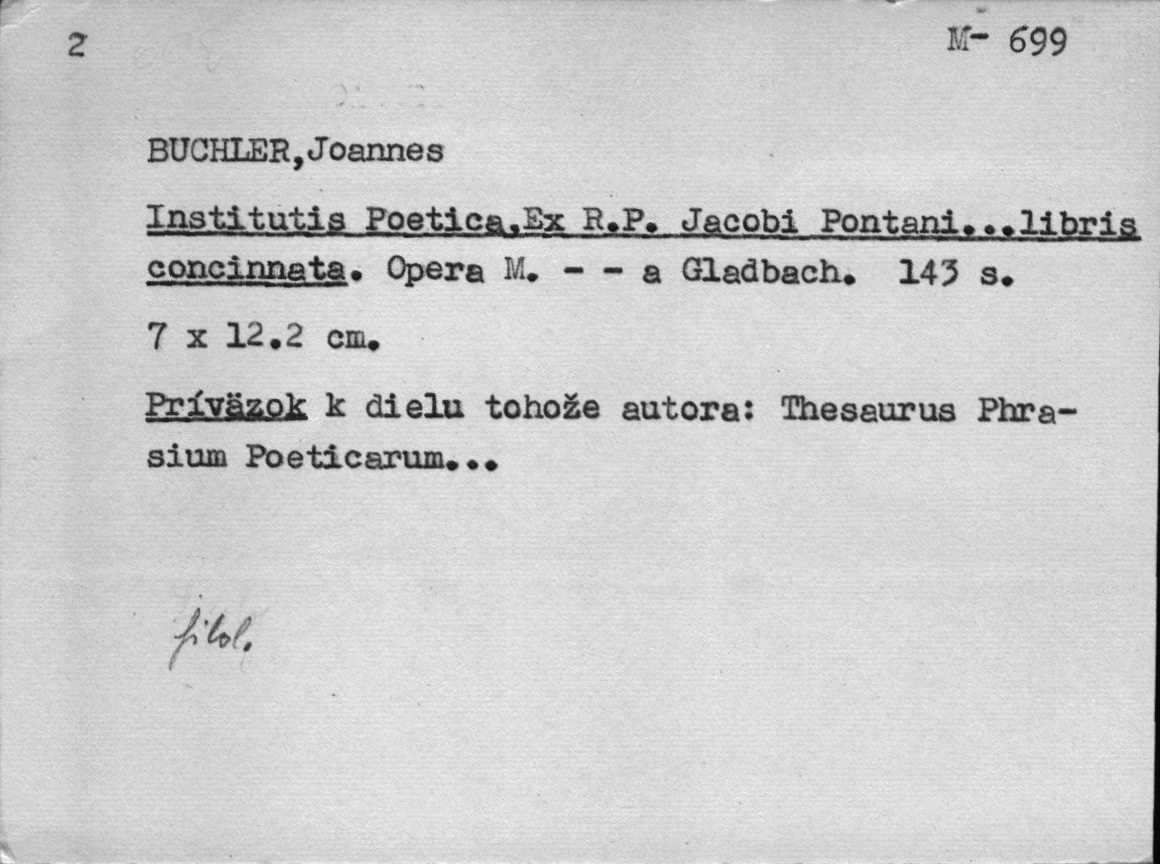 2 M- 699
BUCHLER,Joannes
Institutis Poetica,Ex R.P. Jacobi Pontani...libris
concinnata. Opera M. - - a Gladbach. 143 s.
7 x 12.2 cm.
Príväzok k dielu tohože autora: Thesaurus Phra-
sium Poeticarum...
filol.